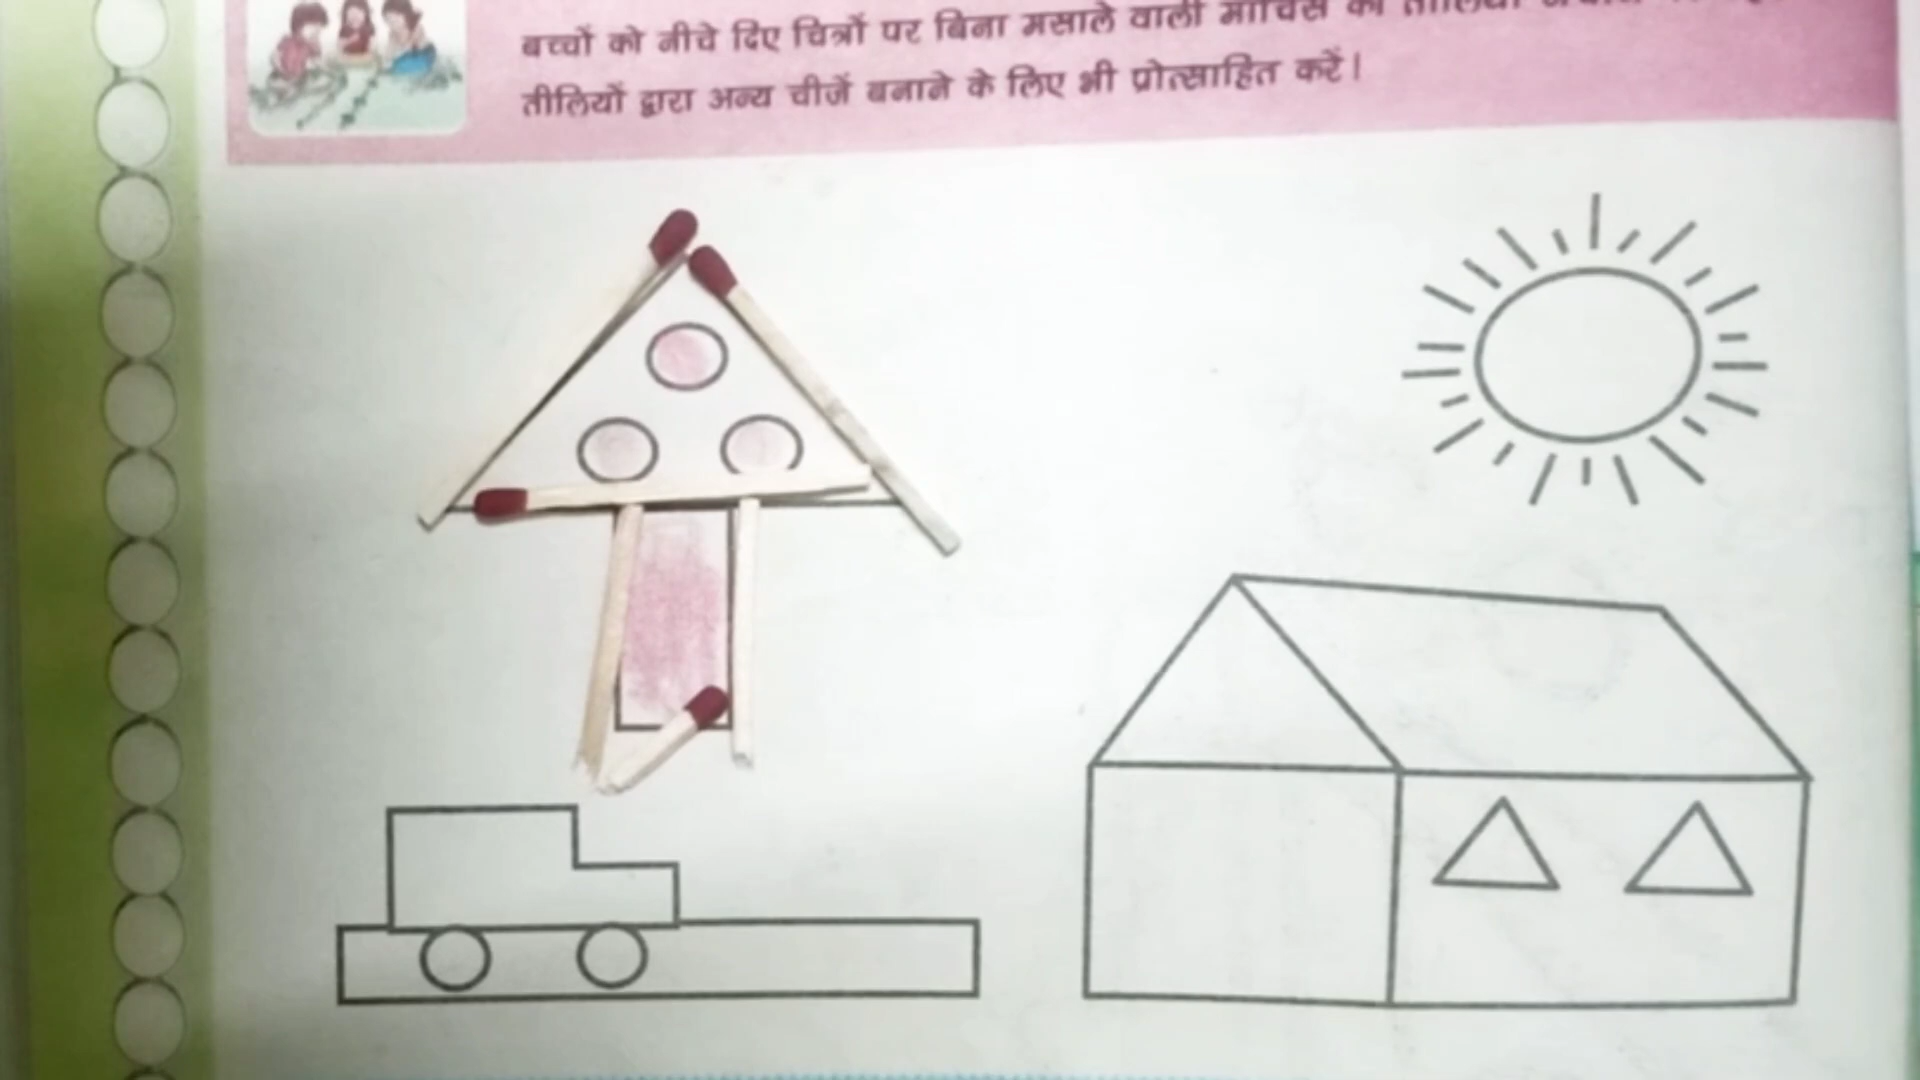 बच्चों को नीचे दिए चित्रों पर बिना मसाले वाली माचिस की तीलियाँ
तीलियों द्वारा अन्य चीजें बनाने के लिए भी प्रोत्साहित करें।